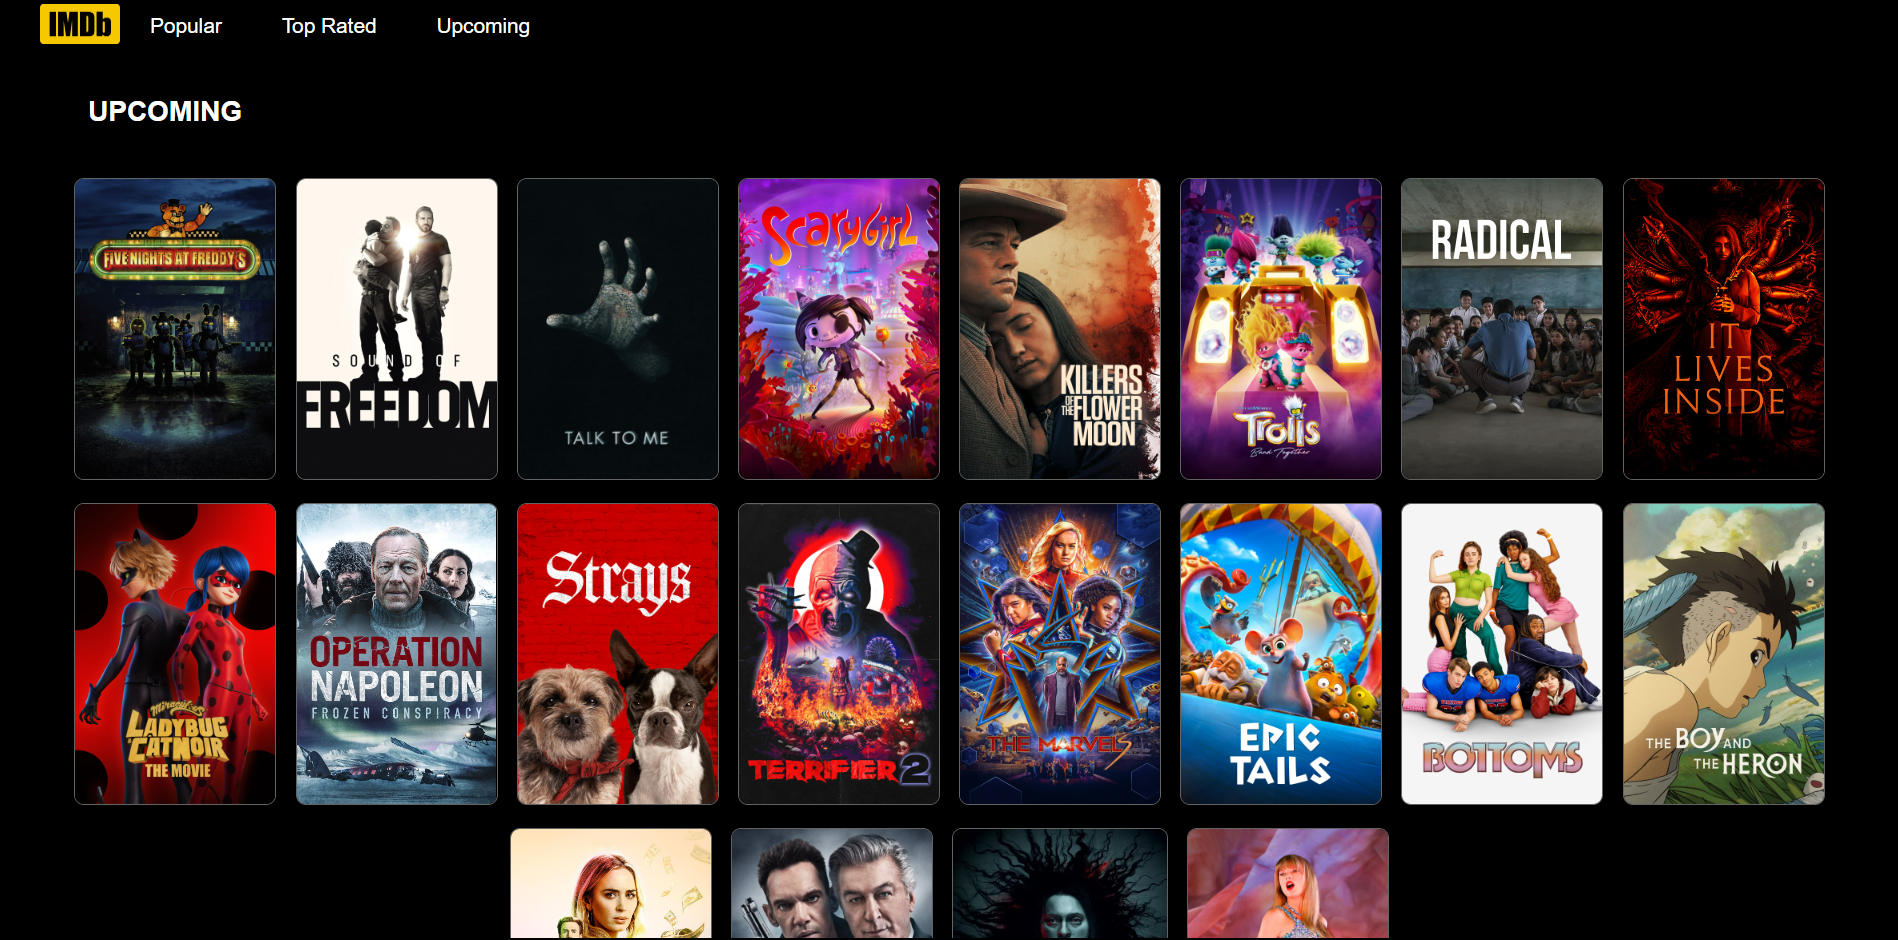 IMDb Popular Top Rated Upcoming
UPCOMING
FIVE NIGHTS AT FREDDY'S
SOUND OF
FREEDOM
TALK TO ME
Scarygirl
KILLERS
OF THE FLOWER
MOON
Trolls
Band Together
RADICAL
IT
LIVES
INSIDE
Miraculous
LADYBUG
CATNOIR
THE MOVIE
OPERATION
NAPOLEON
FROZEN CONSPIRACY
Strays
TERRIFIER 2
THE MARVELS
EPIC
TAILS
BOTTOMS
THE BOY AND
THE HERON